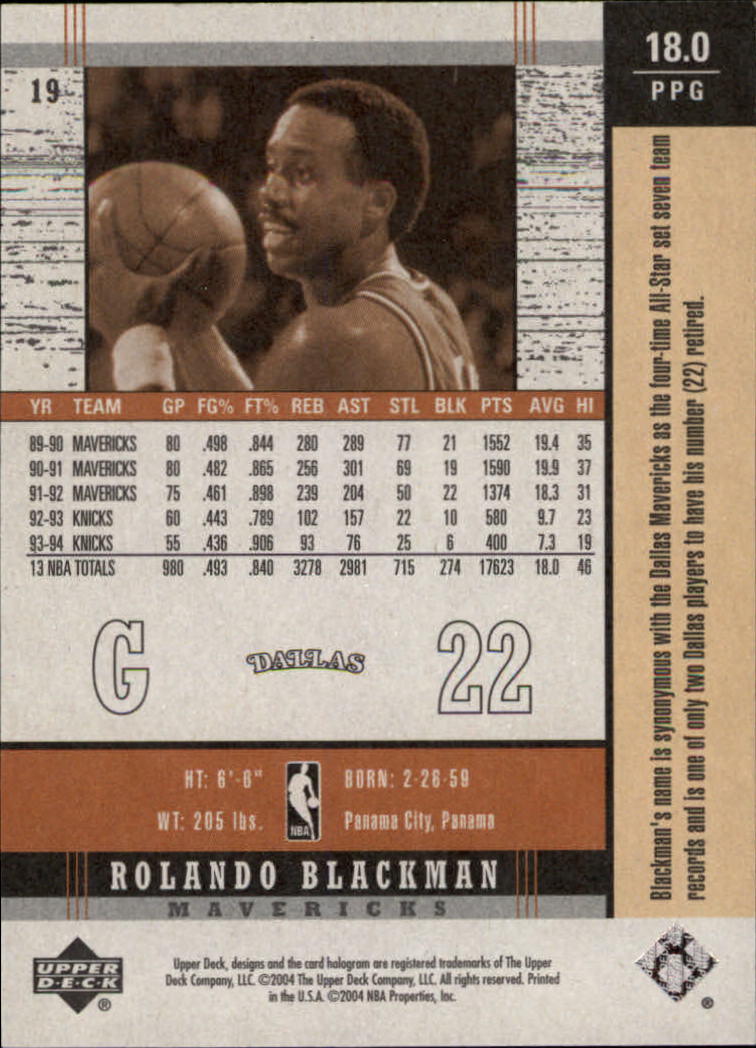 19
18.0
PPG
Blackman's name is synonymous with the Dallas Mavericks as the four-time All-Star set seven team
records and is one of only two Dallas players to have his number (22) retired.
YR TEAM GP FG% FT% REB AST STL BLK PTS AVG HI
89-90 MAVERICKS 80 .498 .844 280 289 77 21 1552 19.4 35
90-91 MAVERICKS 80 .482 .865 256 301 69 19 1590 19.9 37
91-92 MAVERICKS 75 .461 .898 239 204 50 22 1374 18.3 31
92-93 KNICKS 60 .443 .789 102 157 22 10 580 9.7 23
93-94 KNICKS 55 .436 .906 93 76 25 6 400 7.3 19
13 NBA TOTALS 980 .493 .840 3278 2981 715 274 17623 18.0 46
G
DALLAS
22
HT: 6'-6"
WT: 205 lbs.
NBA
BORN: 2-26-59
Panama City, Panama
ROLANDO BLACKMAN
MAVERICKS
UPPER
D·E·C·K
®
Upper Deck, designs and the card hologram are registered trademarks of The Upper
Deck Company, LLC. ©2004 The Upper Deck Company, LLC. All rights reserved. Printed
in the U.S.A. ©2004 NBA Properties, Inc.
®